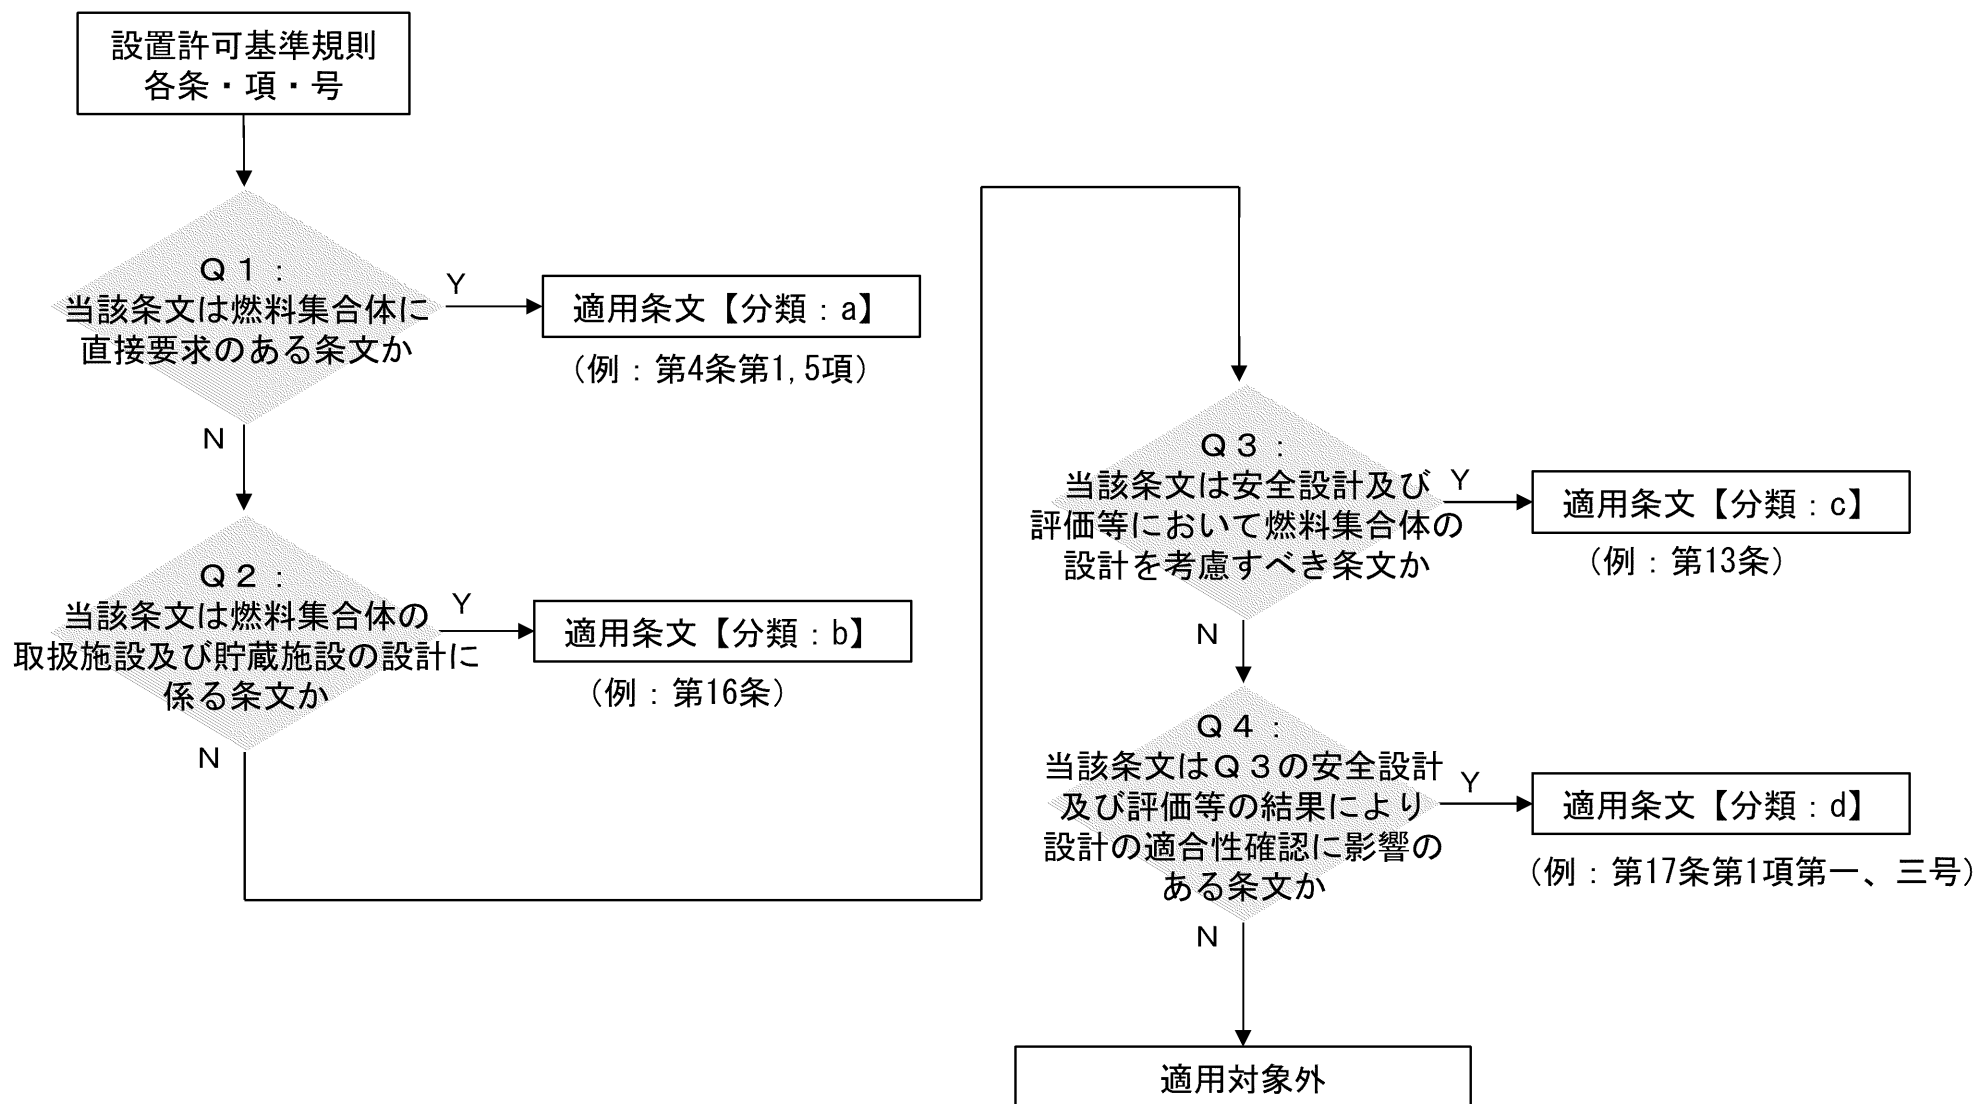 設置許可基準規則
各条・項・号
Q1:
当該条文は燃料集合体に
直接要求のある条文か
Y
適用条文【分類:a】
(例:第4条第1,5項)
N
Q2:
当該条文は燃料集合体の
取扱施設及び貯蔵施設の設計に
係る条文か
Y
適用条文【分類:b】
(例:第16条)
N
Q3:
当該条文は安全設計及び
評価等において燃料集合体の
設計を考慮すべき条文か
Y
適用条文【分類:c】
(例:第13条)
N
Q4:
当該条文はQ3の安全設計
及び評価等の結果により
設計の適合性確認に影響の
ある条文か
Y
適用条文【分類:d】
(例:第17条第1項第一、三号)
N
適用対象外